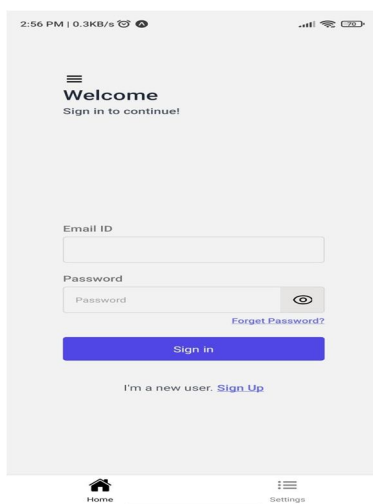 2:56 PM | 0.3KB/s
70
Welcome
Sign in to continue!
Email ID
Password
Password
Forget Password?
Sign in
I'm a new user. Sign Up
Home
Settings